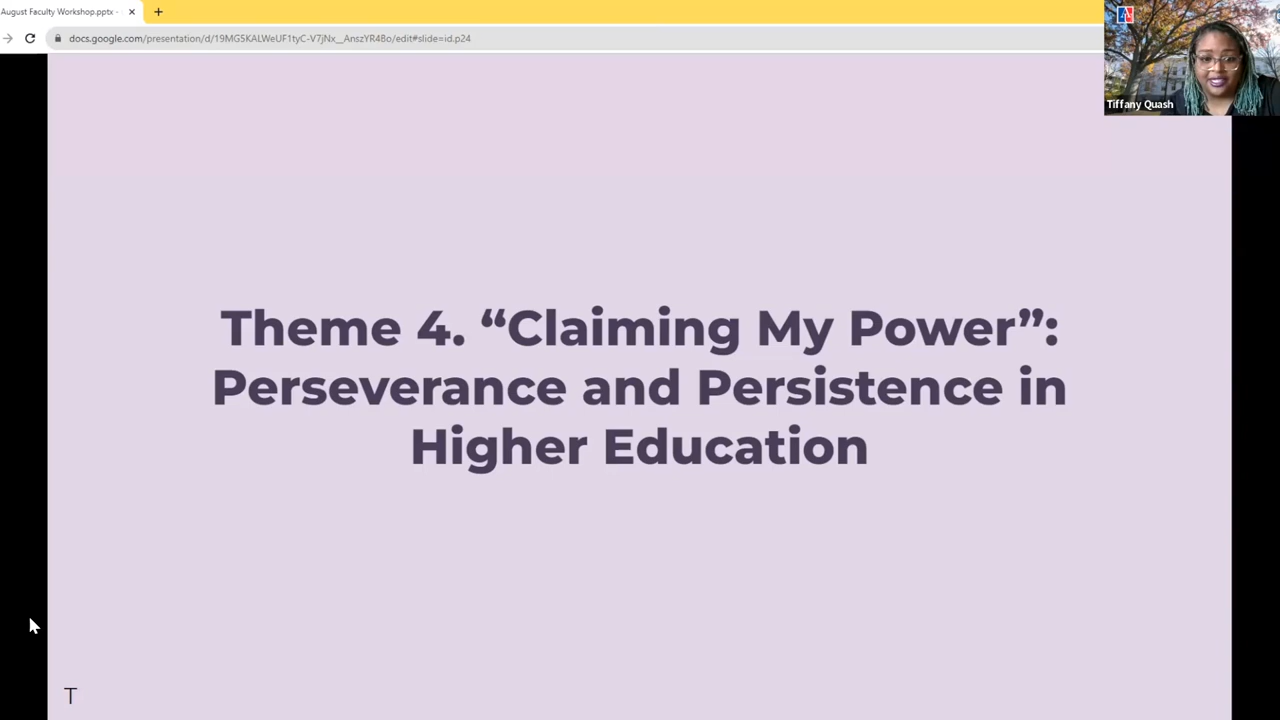 August Faculty Workshop.pptx -
docs.google.com/presentation/d/19MG5KALWeUF1tyC-V7jNx__AnszYR4Bo/edit#slide=id.p24
Tiffany Quash
Theme 4. “Claiming My Power”:
Perseverance and Persistence in
Higher Education
T